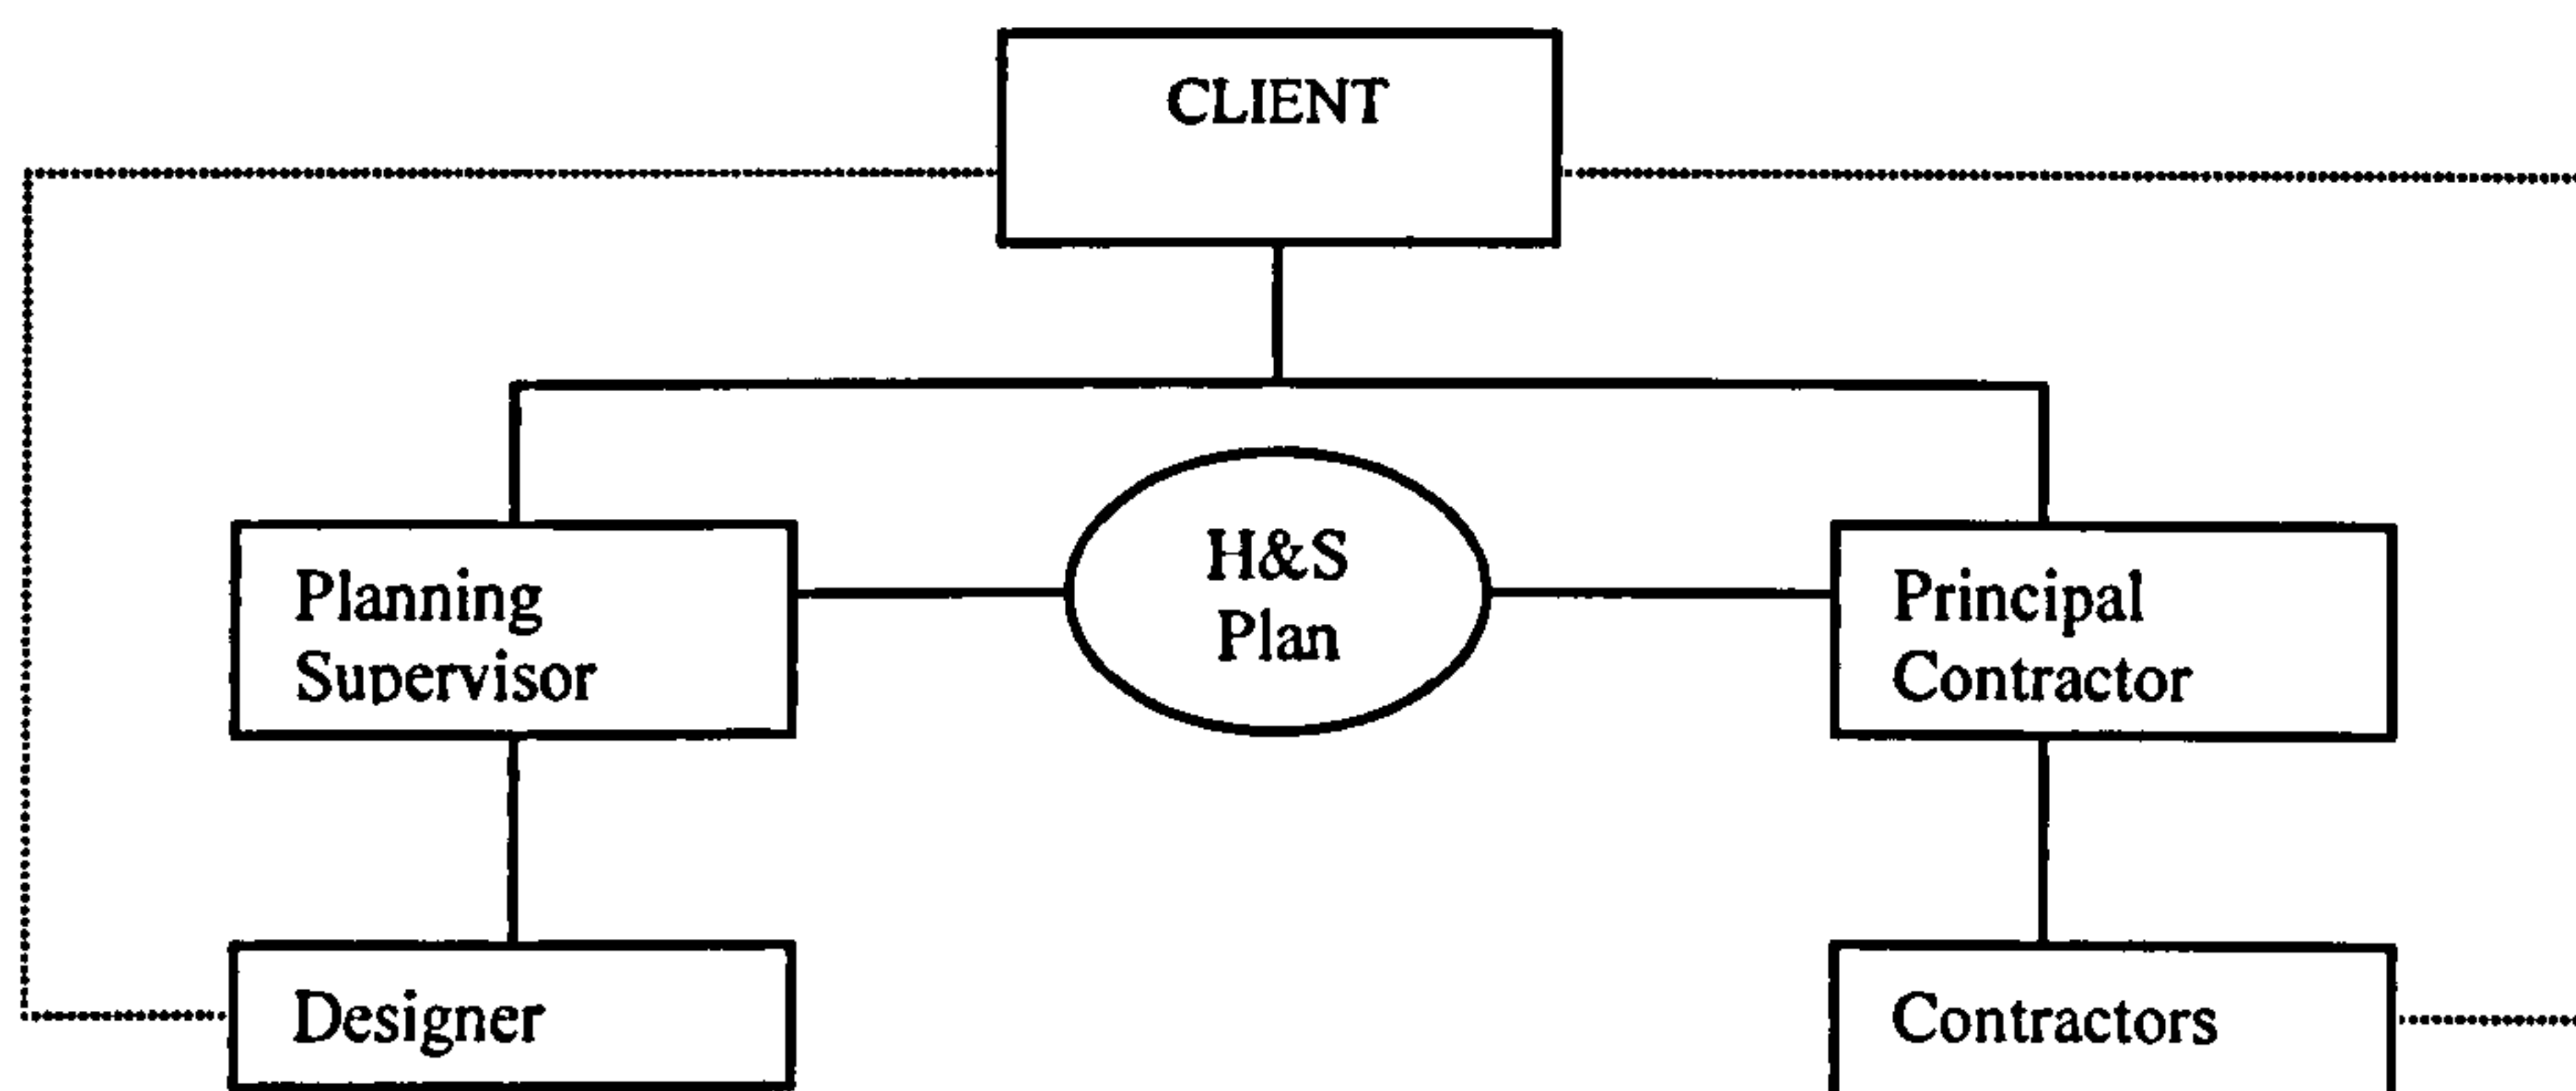 CLIENT
H&S
Plan
Planning
Supervisor
Principal
Contractor
Designer
Contractors